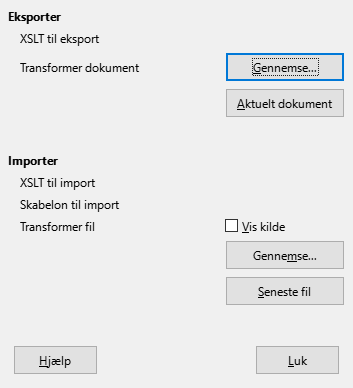 Eksporter
XSLT til eksport
Transformer dokument
Gennemse...
Aktuelt dokument
Importer
XSLT til import
Skabelon til import
Transformer fil
Vis kilde
Gennemse...
Seneste fil
Hjælp
Luk